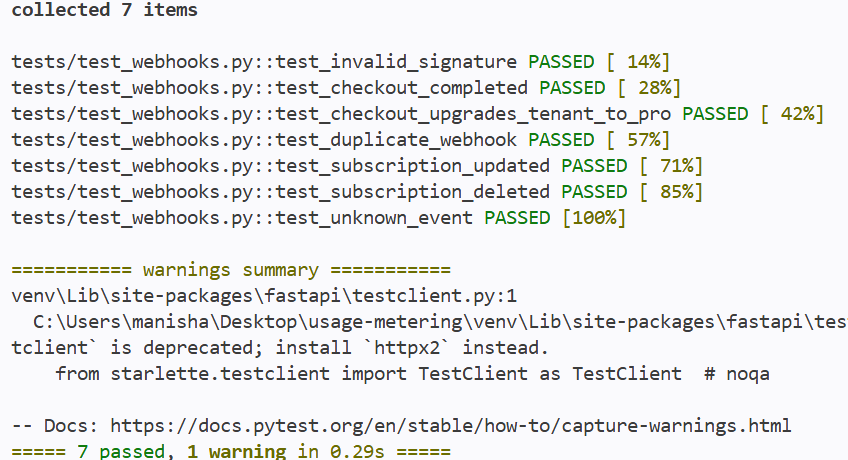 collected 7 items
tests/test_webhooks.py::test_invalid_signature PASSED [ 14%]
tests/test_webhooks.py::test_checkout_completed PASSED [ 28%]
tests/test_webhooks.py::test_checkout_upgrades_tenant_to_pro PASSED [ 42%]
tests/test_webhooks.py::test_duplicate_webhook PASSED [ 57%]
tests/test_webhooks.py::test_subscription_updated PASSED [ 71%]
tests/test_webhooks.py::test_subscription_deleted PASSED [ 85%]
tests/test_webhooks.py::test_unknown_event PASSED [100%]
=========== warnings summary ===========
venv\Lib\site-packages\fastapi\testclient.py:1
C:\Users\manisha\Desktop\usage-metering\venv\Lib\site-packages\fastapi\tes
tclient` is deprecated; install `httpx2` instead.
from starlette.testclient import TestClient as TestClient  # noqa
-- Docs: https://docs.pytest.org/en/stable/how-to/capture-warnings.html
===== 7 passed, 1 warning in 0.29s =====